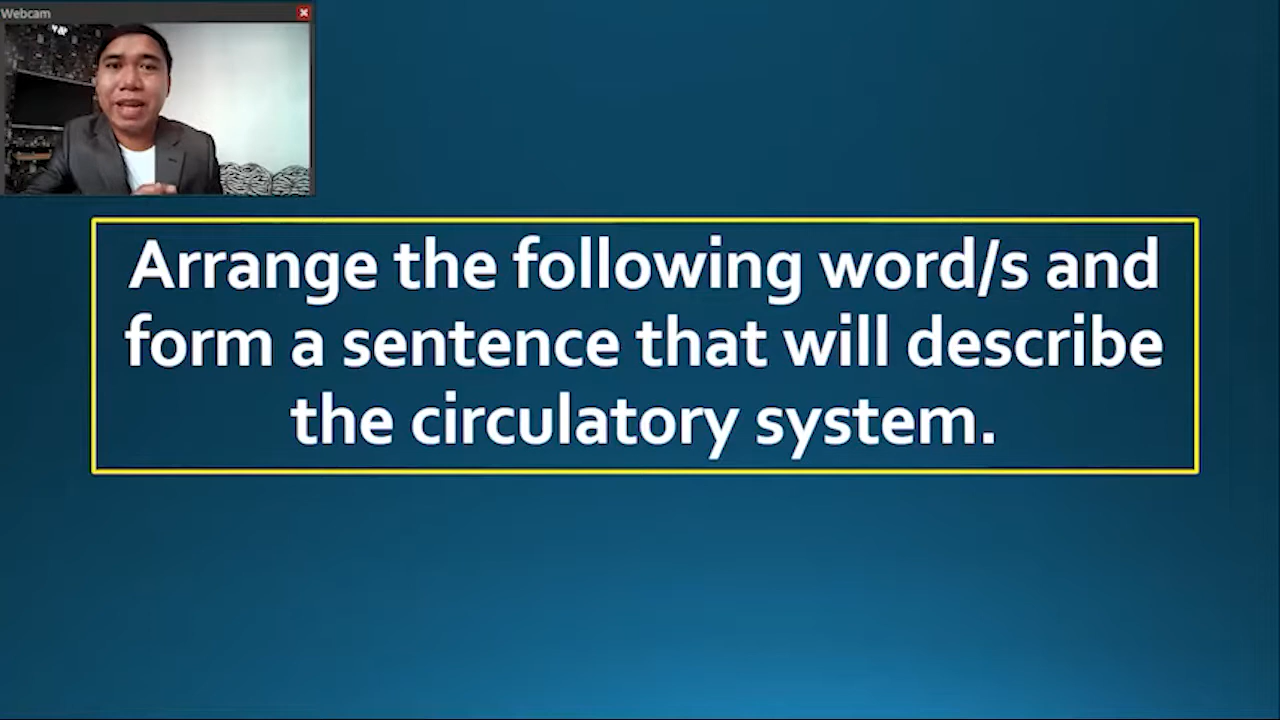 Webcam
Arrange the following word/s and
form a sentence that will describe
the circulatory system.